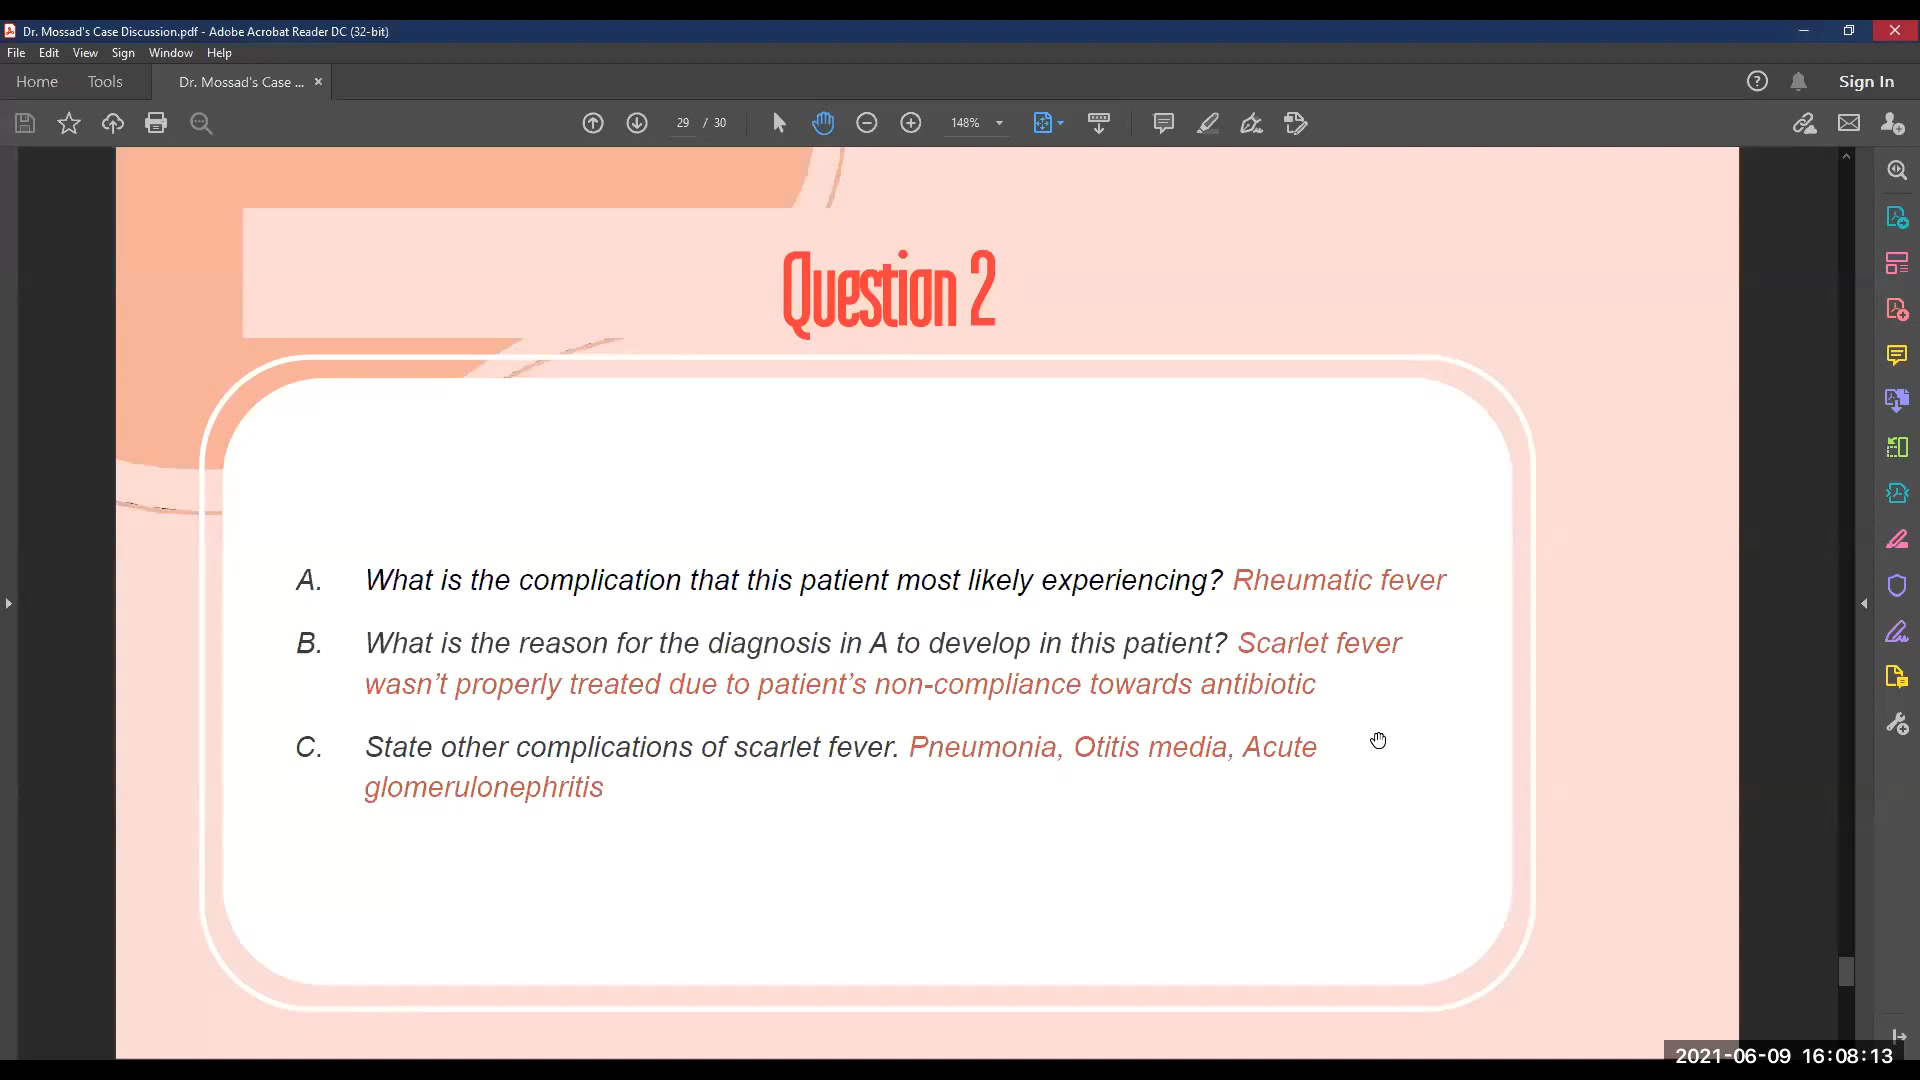 Dr. Mossad's Case Discussion.pdf - Adobe Acrobat Reader DC (32-bit)
File Edit View Sign Window Help
Home Tools Dr. Mossad's Case ... × Sign In
29 / 30 148%
Question 2
A. What is the complication that this patient most likely experiencing? Rheumatic fever
B. What is the reason for the diagnosis in A to develop in this patient? Scarlet fever
wasn't properly treated due to patient's non-compliance towards antibiotic
C. State other complications of scarlet fever. Pneumonia, Otitis media, Acute
glomerulonephritis
2021-06-09 16:08:13